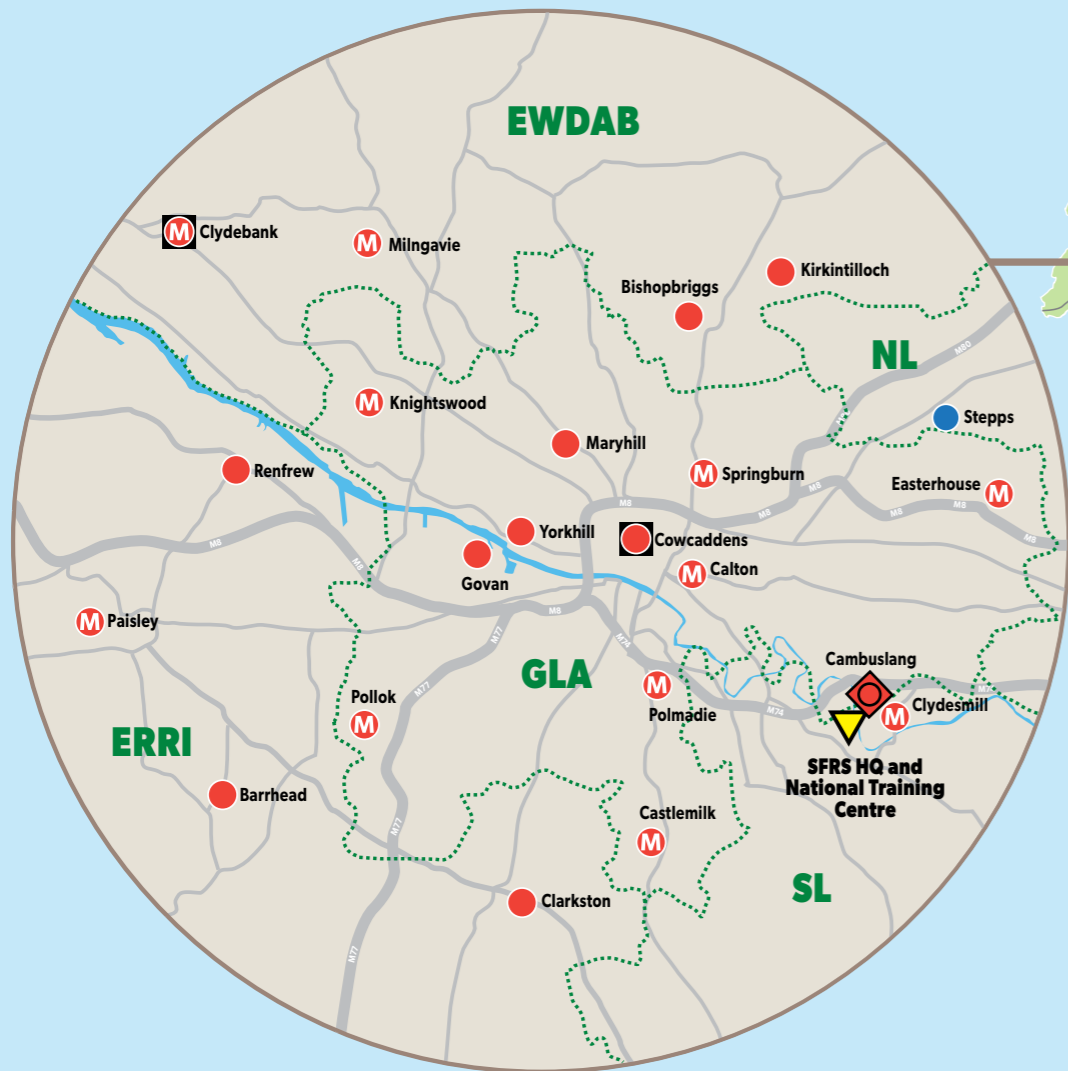 EWDAB
M
Clydebank
M
Milngavie
Kirkintilloch
Bishopbriggs
NL
M80
M
Knightswood
Stepps
Maryhill
M
Springburn
Renfrew
Easterhouse
M
M8
M8
M8
M8
M8
Yorkhill
Cowcaddens
Govan
M
Calton
M8
M
Paisley
M77
M74
GLA
Cambuslang
M
Polmadie
M77
Pollok
M
M74
M
Clydesmill
ERRI
SFRS HQ and
National Training
Centre
Barrhead
M77
Castlemilk
M
SL
Clarkston
M77